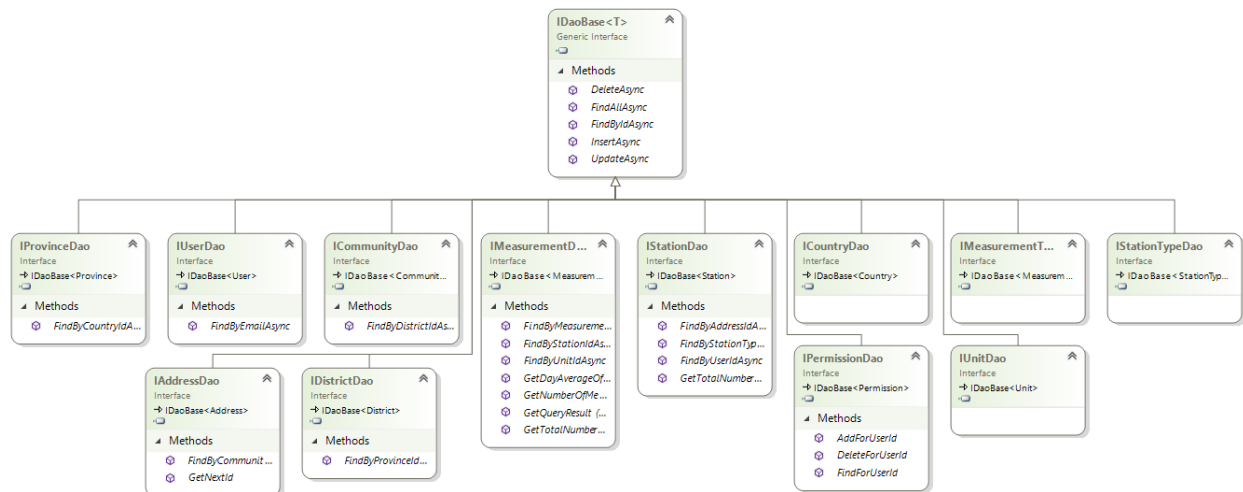 IDaoBase<T>
Generic Interface
Methods
DeleteAsync
FindAllAsync
FindByIdAsync
InsertAsync
UpdateAsync
IProvinceDao
Interface
IDaoBase<Province>
Methods
FindByCountryIdA...
IUserDao
Interface
IDaoBase<User>
Methods
FindByEmailAsync
ICommunityDao
Interface
IDaoBase<Communit...
Methods
FindByDistrictIdAs...
IMeasurementD...
Interface
IDaoBase<Measurem...
Methods
FindByMeasureme...
FindByStationIdAs...
FindByUnitIdAsync
GetDayAverageOf...
GetNumberOfMe...
GetQueryResult (...
GetTotalNumber...
IStationDao
Interface
IDaoBase<Station>
Methods
FindByAddressIdA...
FindByStationTyp...
FindByUserIdAsync
GetTotalNumber...
ICountryDao
Interface
IDaoBase<Country>
IMeasurementT...
Interface
IDaoBase<Measurem...
IStationTypeDao
Interface
IDaoBase<StationTyp...
IAddressDao
Interface
IDaoBase<Address>
Methods
FindByCommunit...
GetNextId
IDistrictDao
Interface
IDaoBase<District>
Methods
FindByProvinceId...
IPermissionDao
Interface
IDaoBase<Permission>
Methods
AddForUserId
DeleteForUserId
FindForUserId
IUnitDao
Interface
IDaoBase<Unit>